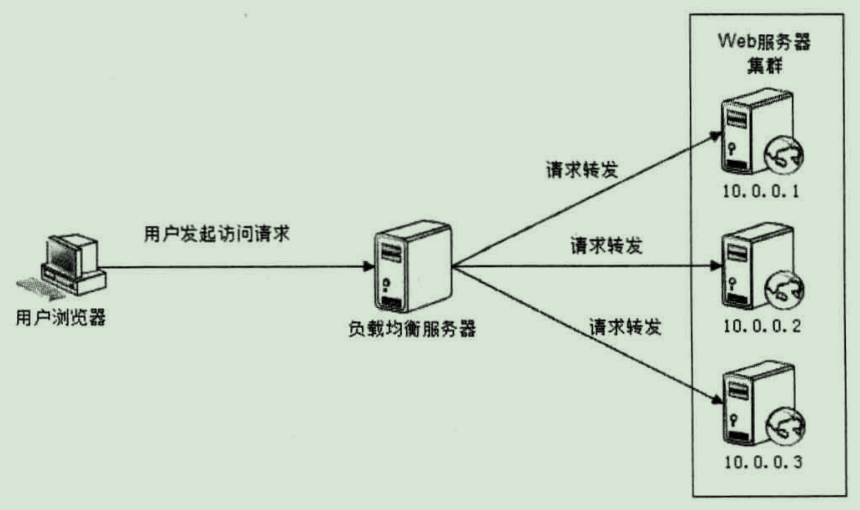 Web服务器
集群
请求转发
10.0.0.1
用户发起访问请求
请求转发
10.0.0.2
用户浏览器
负载均衡服务器
请求转发
10.0.0.3